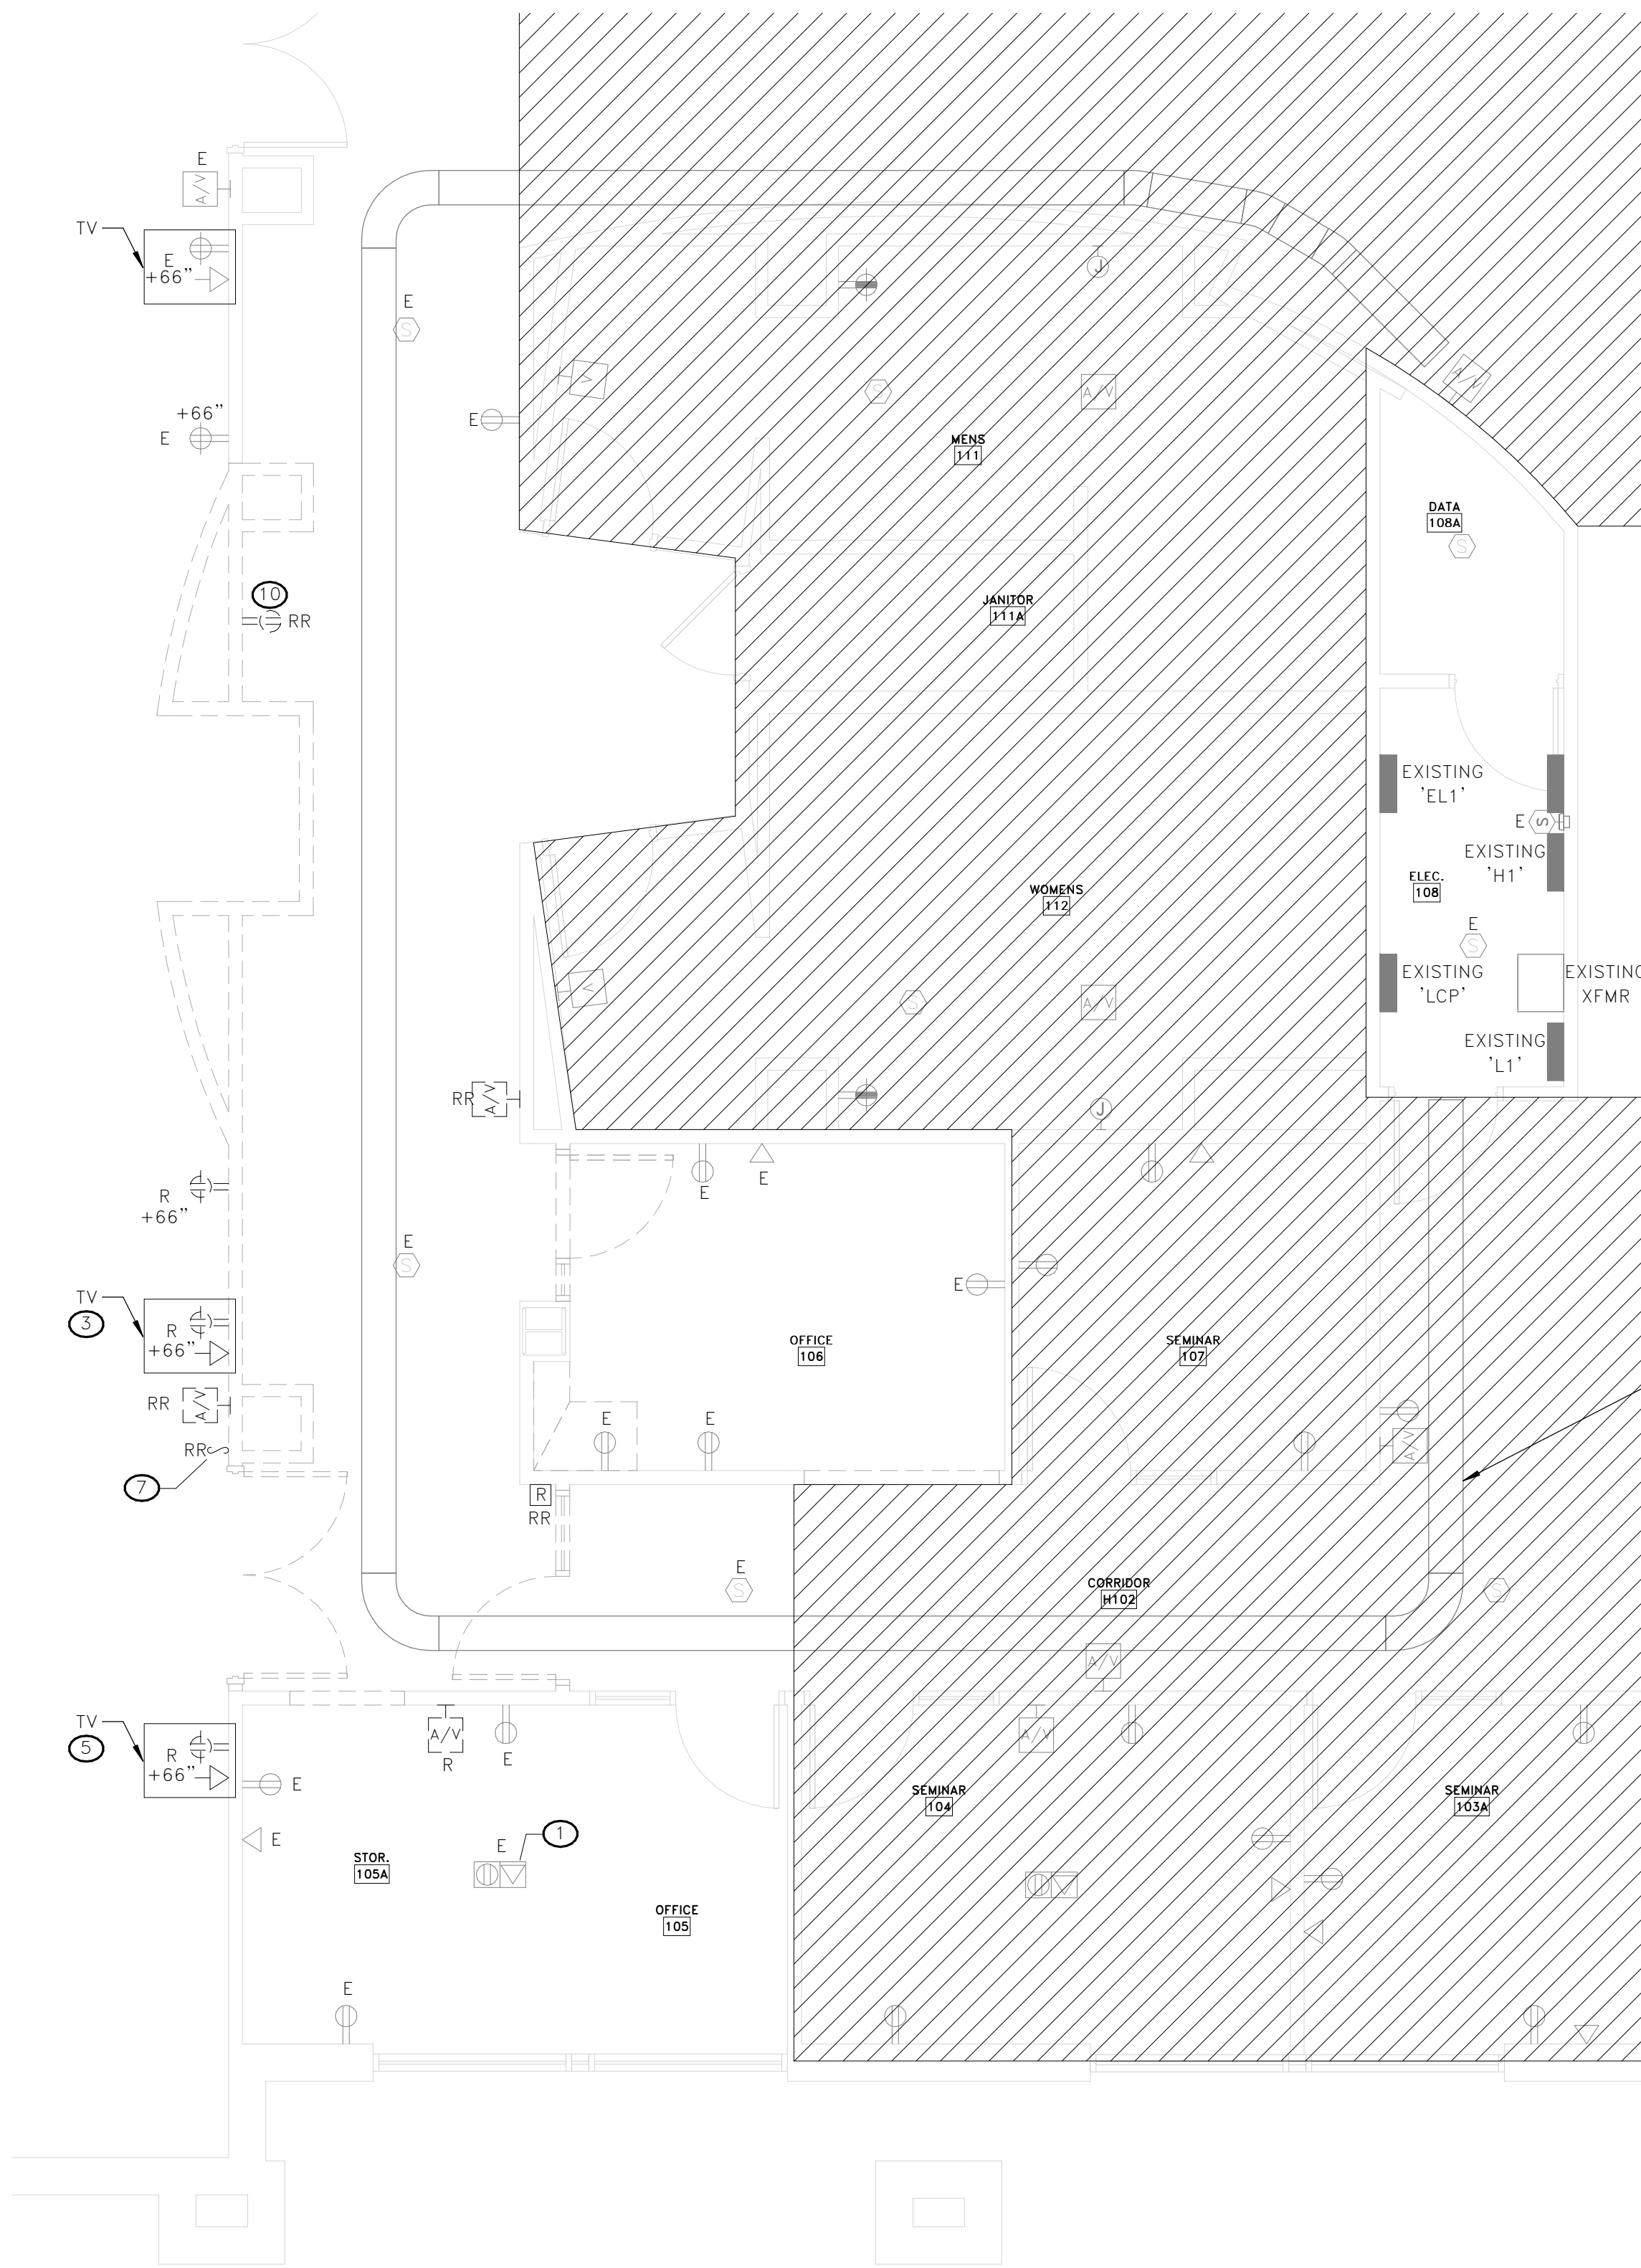 E
A/V
TV
E
+66"
E
S
J
+66"
E
E
V
S
A/V
A/V
MENS
111
DATA
108A
S
10
RR
JANITOR
111A
EXISTING
'EL1'
E
S
EXISTING
'H1'
ELEC.
108
WOMENS
112
E
S
V
S
A/V
EXISTING
'LCP'
EXISTING
XFMR
EXISTING
'L1'
RR
A/V
J
E
E
R
+66"
E
S
E
TV
3
R
+66"
OFFICE
106
SEMINAR
107
RR
A/V
E
E
A/V
RR
7
R
RR
E
S
CORRIDOR
H102
S
A/V
TV
5
R
+66"
A/V
R
E
A/V
E
SEMINAR
104
SEMINAR
103A
E
E
1
STOR.
105A
OFFICE
105
E